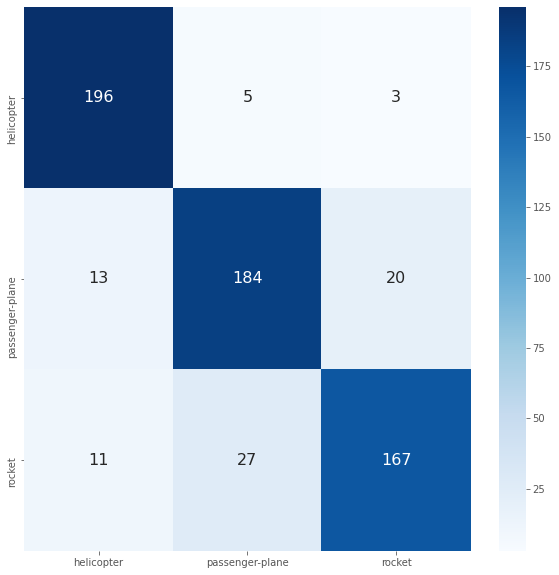 175
helicopter
196
5
3
150
125
passenger-plane
13
184
20
100
75
50
rocket
11
27
167
25
helicopter
passenger-plane
rocket